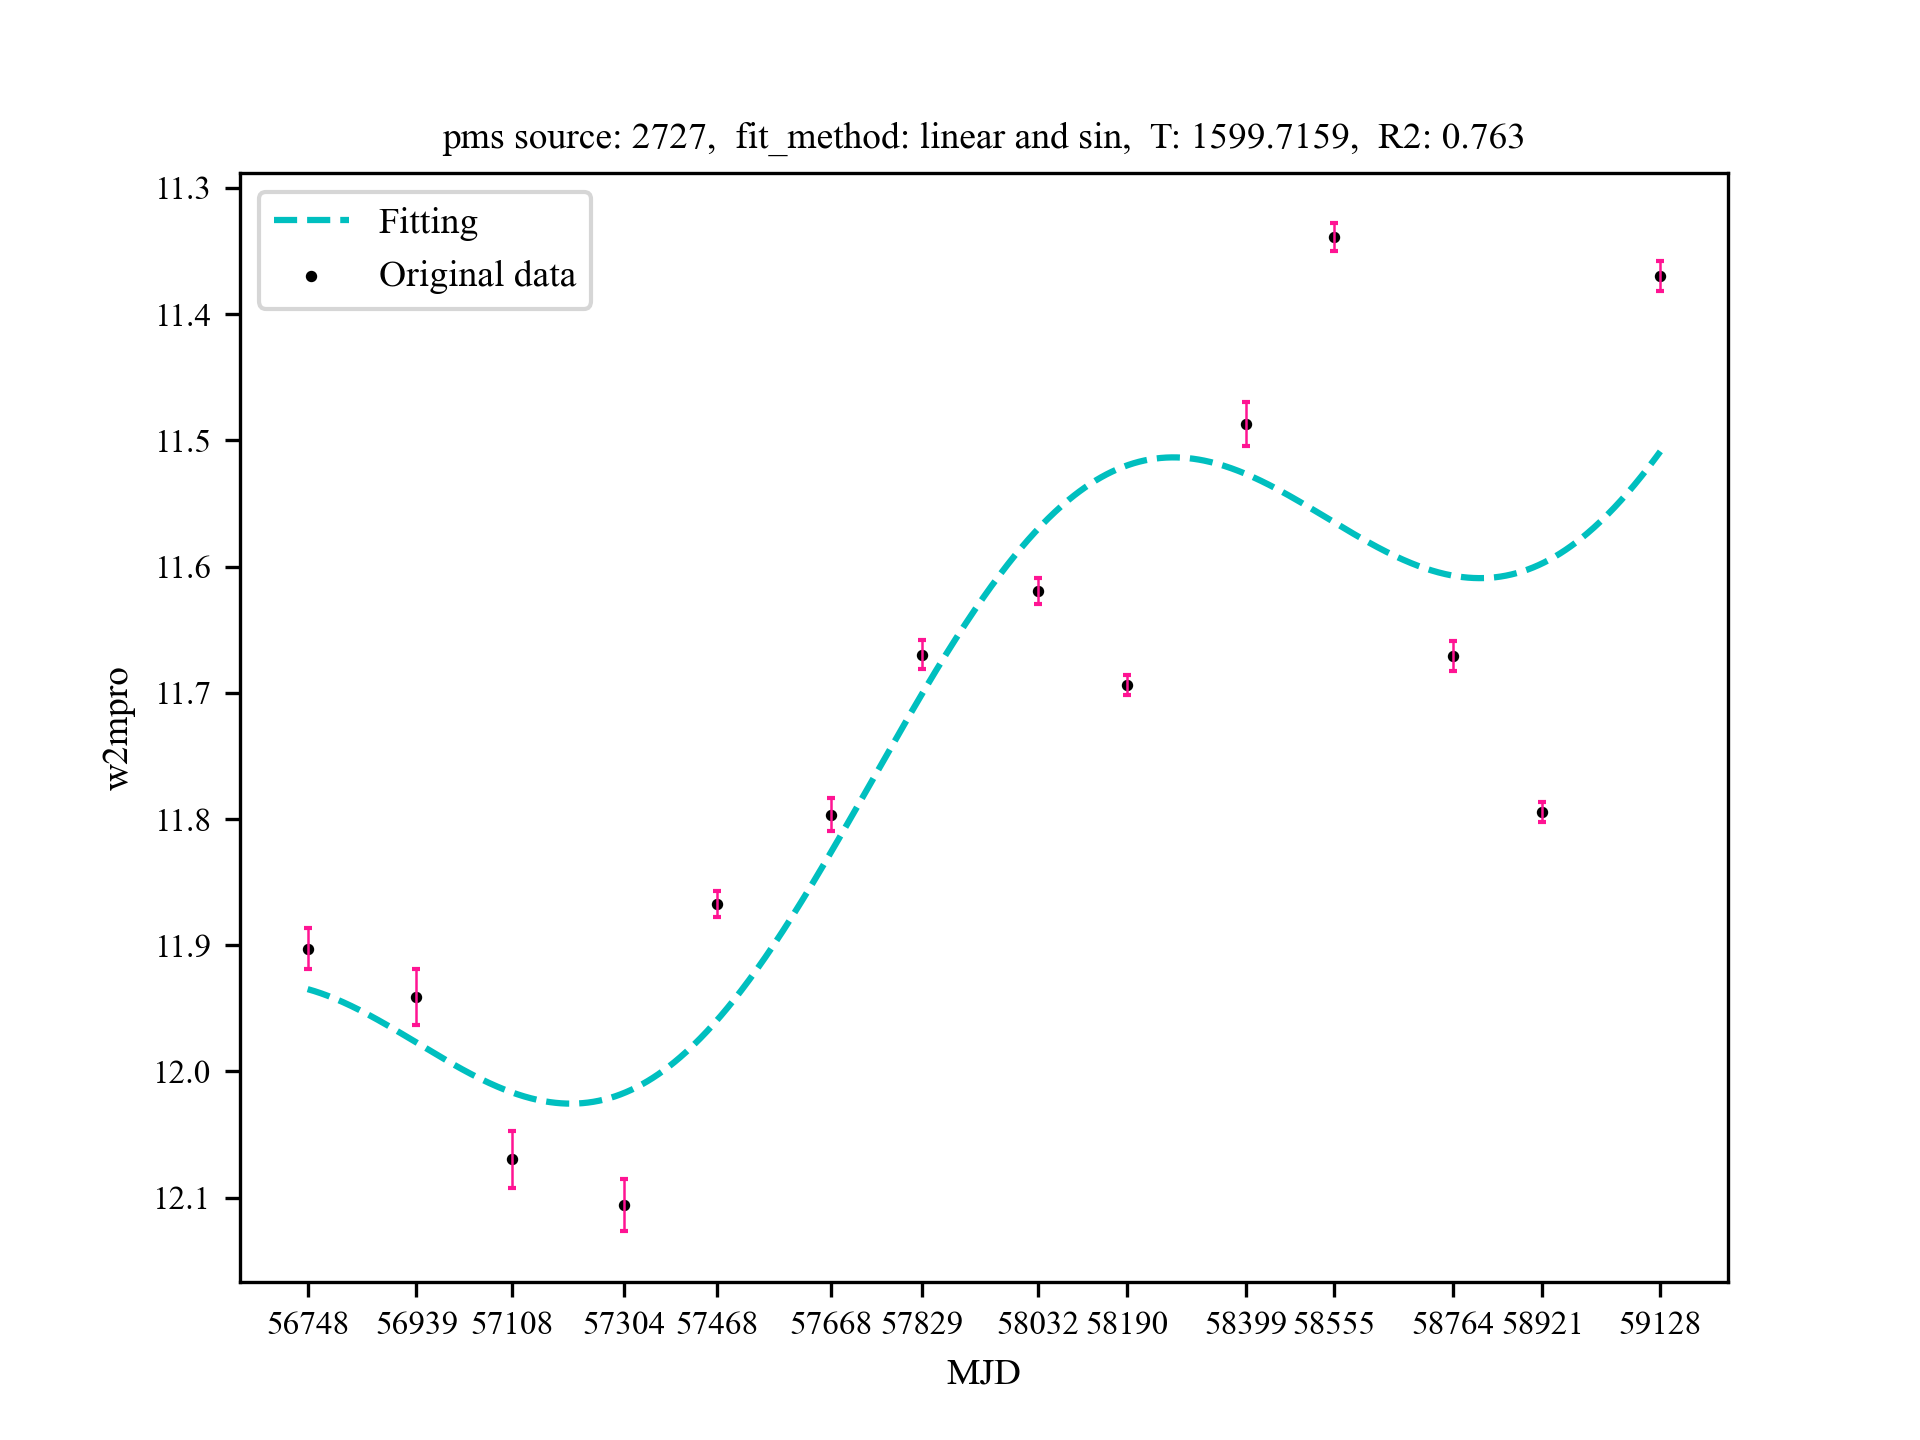 pms source: 2727, fit_method: linear and sin, T: 1599.7159, R2: 0.763
Fitting
Original data
11.3
11.4
11.5
11.6
11.7
11.8
11.9
12.0
12.1
w2mpro
56748 56939 57108 57304 57468 57668 57829 58032 58190 58399 58555 58764 58921 59128
MJD